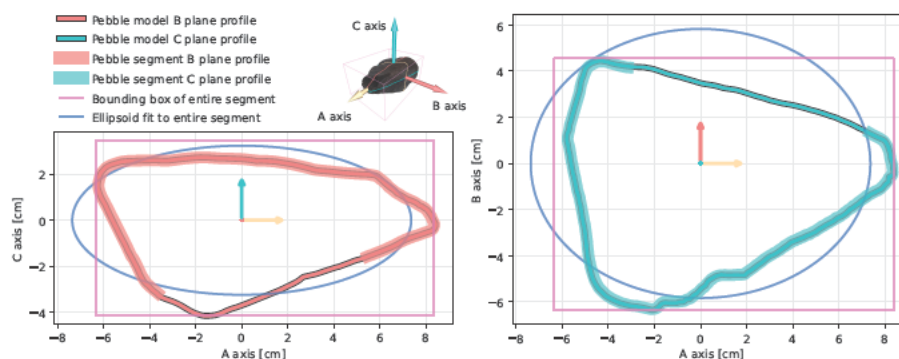 Pebble model B plane profile
Pebble model C plane profile
Pebble segment B plane profile
Pebble segment C plane profile
Bounding box of entire segment
Ellipsoid fit to entire segment
C axis
A axis
B axis
C axis [cm]
2
0
−2
−4
−8 −6 −4 −2 0 2 4 6 8
A axis [cm]
B axis [cm]
6
4
2
0
−2
−4
−6
−8 −6 −4 −2 0 2 4 6 8
A axis [cm]